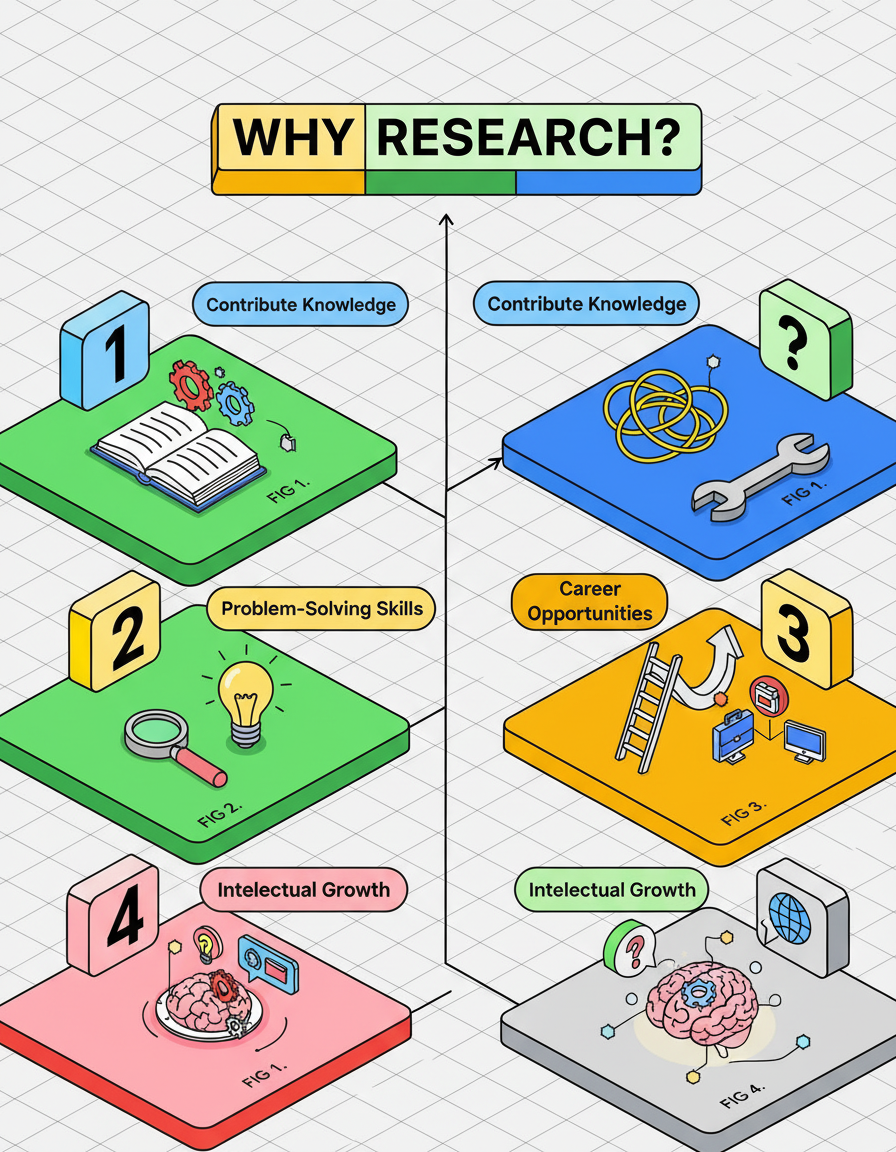 WHY RESEARCH?
1
Contribute Knowledge
FIG 1.
Contribute Knowledge
?
FIG 1.
2
Problem-Solving Skills
FIG 2.
Career
Opportunities
3
FIG 3.
4
Intelectual Growth
FIG 1.
Intelectual Growth
?
FIG 4.